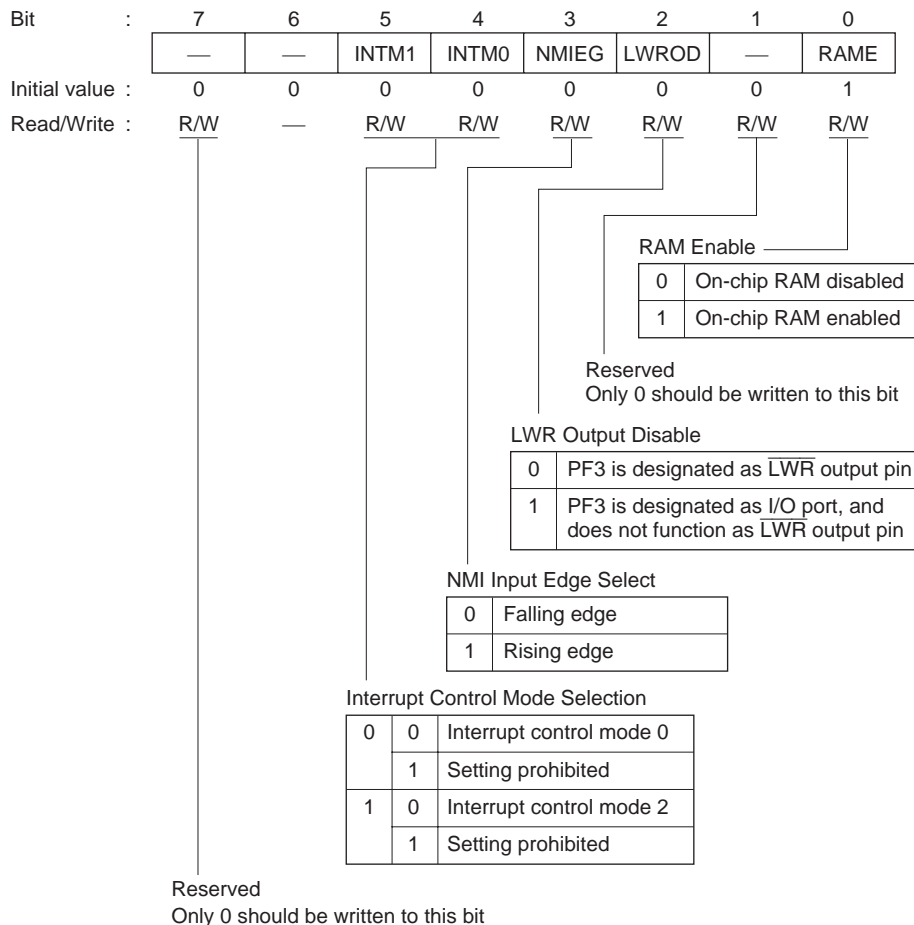 Bit : 7 6 5 4 3 2 1 0
— — INTM1 INTM0 NMIEG LWROD — RAME
Initial value : 0 0 0 0 0 0 0 1
Read/Write : R/W — R/W R/W R/W R/W R/W R/W
RAM Enable
0 On-chip RAM disabled
1 On-chip RAM enabled
Reserved
Only 0 should be written to this bit
LWR Output Disable
0 PF3 is designated as L̅W̅R̅ output pin
1 PF3 is designated as I/O port, and
does not function as L̅W̅R̅ output pin
NMI Input Edge Select
0 Falling edge
1 Rising edge
Interrupt Control Mode Selection
0 0 Interrupt control mode 0
1 Setting prohibited
1 0 Interrupt control mode 2
1 Setting prohibited
Reserved
Only 0 should be written to this bit